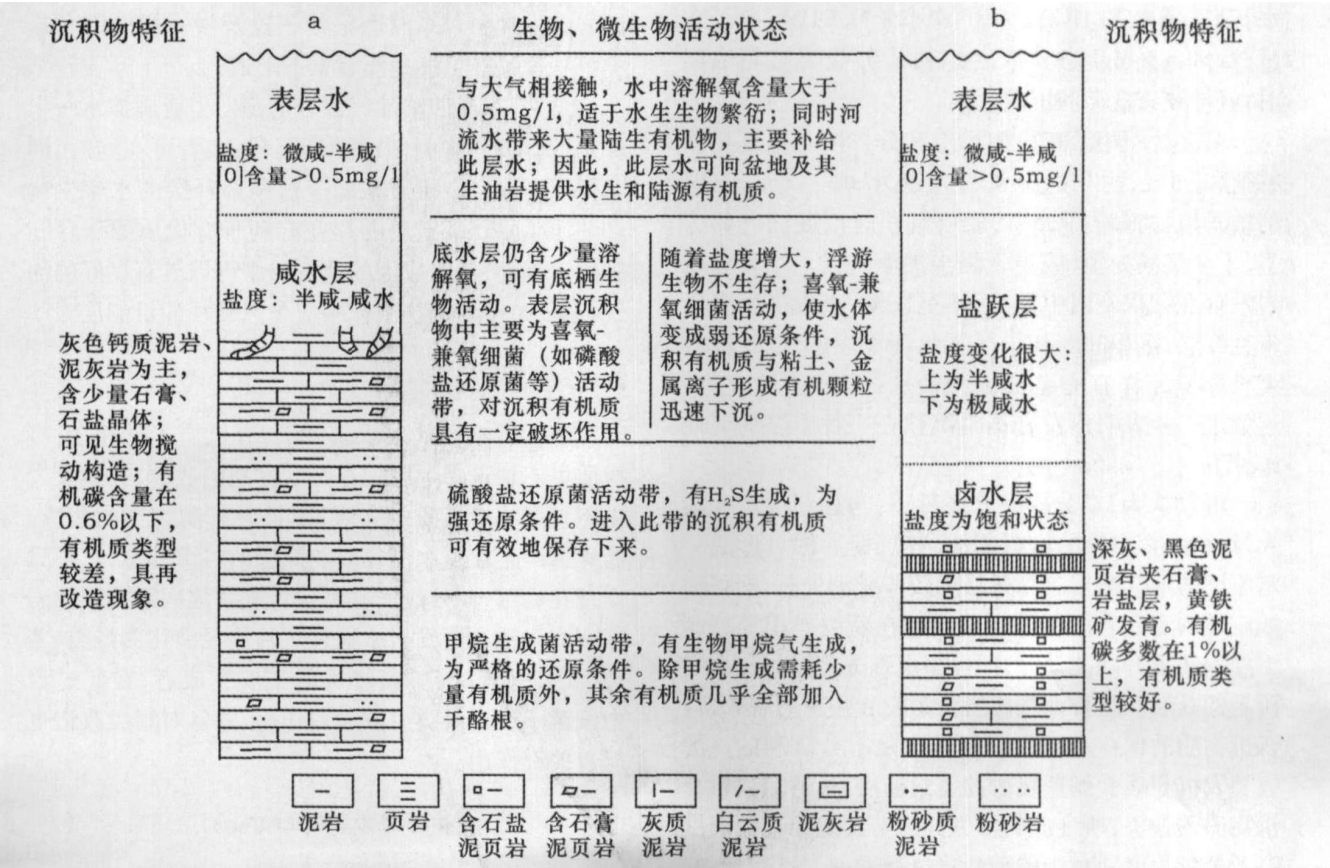 沉积物特征
a
生物、微生物活动状态
b
沉积物特征
表层水
盐度：微咸-半咸
[0]含量>0.5mg/l
与大气相接触，水中溶解氧含量大于
0.5mg/l，适于水生生物繁衍；同时河
流水带来大量陆生有机物，主要补给
此层水；因此，此层水可向盆地及其
生油岩提供水生和陆源有机质。
表层水
盐度：微咸-半咸
[0]含量>0.5mg/l
咸水层
盐度：半咸-咸水
底水层仍含少量溶
解氧，可有底栖生
物活动。表层沉积
物中主要为喜氧-
兼氧细菌（如磷酸
盐还原菌等）活动
带，对沉积有机质
具有一定破坏作用。
随着盐度增大，浮游
生物不生存；喜氧-兼
氧细菌活动，使水体
变成弱还原条件，沉
积有机质与粘土、金
属离子形成有机颗粒
迅速下沉。
盐跃层
盐度变化很大：
上为半咸水
下为极咸水
灰色钙质泥岩、
泥灰岩为主，
含少量石膏、
石盐晶体；
可见生物搅
动构造；有
机碳含量在
0.6%以下，
有机质类型
较差，具再
改造现象。
硫酸盐还原菌活动带，有H₂S生成，为
强还原条件。进入此带的沉积有机质
可有效地保存下来。
卤水层
盐度为饱和状态
深灰、黑色泥
页岩夹石膏、
岩盐层，黄铁
矿发育。有机
碳多数在1%以
上，有机质类
型较好。
甲烷生成菌活动带，有生物甲烷气生成，
为严格的还原条件。除甲烷生成需耗少
量有机质外，其余有机质几乎全部加入
于酪根
泥岩
页岩
含石盐
泥页岩
含石膏
泥页岩
灰质
泥岩
白云质
泥岩
泥灰岩
粉砂质
泥岩
粉砂岩